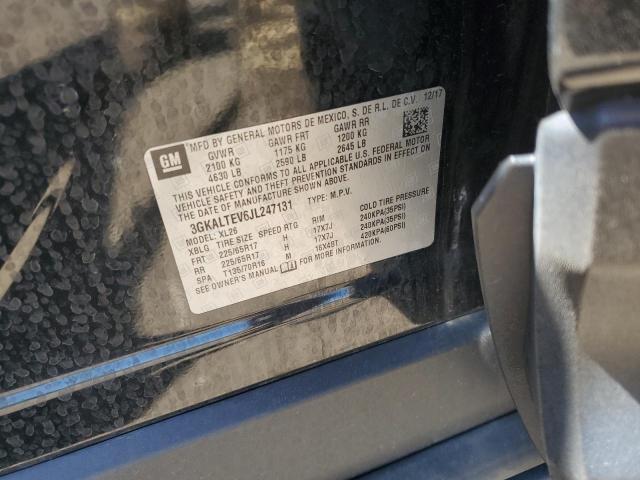 GM
MFD BY GENERAL MOTORS DE MEXICO, S. DE R.L. DE C.V. 12/17
GVWR GAWR FRT GAWR RR
2100 KG 1175 KG 1200 KG
4630 LB 2590 LB 2645 LB
THIS VEHICLE CONFORMS TO ALL APPLICABLE U.S. FEDERAL MOTOR
VEHICLE SAFETY AND THEFT PREVENTION STANDARDS IN EFFECT ON
THE DATE OF MANUFACTURE SHOWN ABOVE.
3GKALTEV6JL247131 TYPE: M.P.V.
MODEL: XL26
XBLG TIRE SIZE SPEED RTG RIM COLD TIRE PRESSURE
FRT 225/65R17 H 17X7J 240KPA(35PSI)
RR 225/65R17 H 17X7J 240KPA(35PSI)
SPA T135/70R16 M 16X4BT 420KPA(60PSI)
SEE OWNER'S MANUAL FOR MORE INFORMATION.